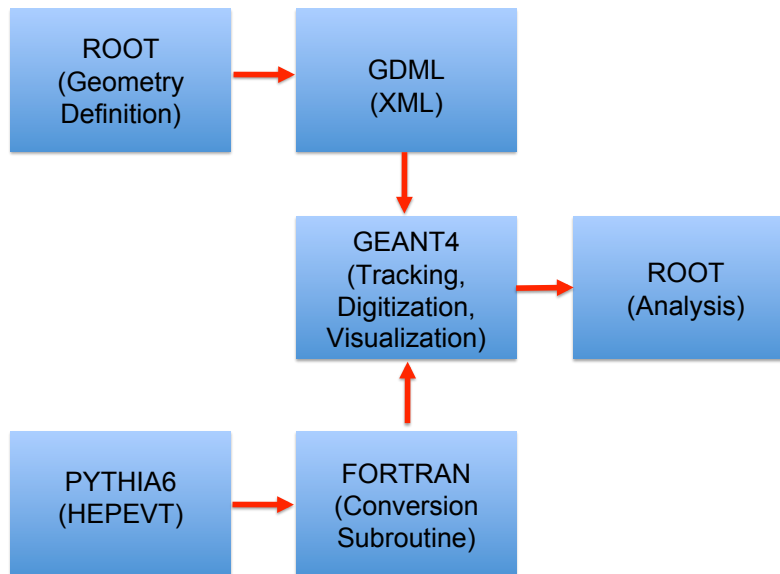 ROOT
(Geometry
Definition)
GDML
(XML)
GEANT4
(Tracking,
Digitization,
Visualization)
ROOT
(Analysis)
PYTHIA6
(HEPEVT)
FORTRAN
(Conversion
Subroutine)